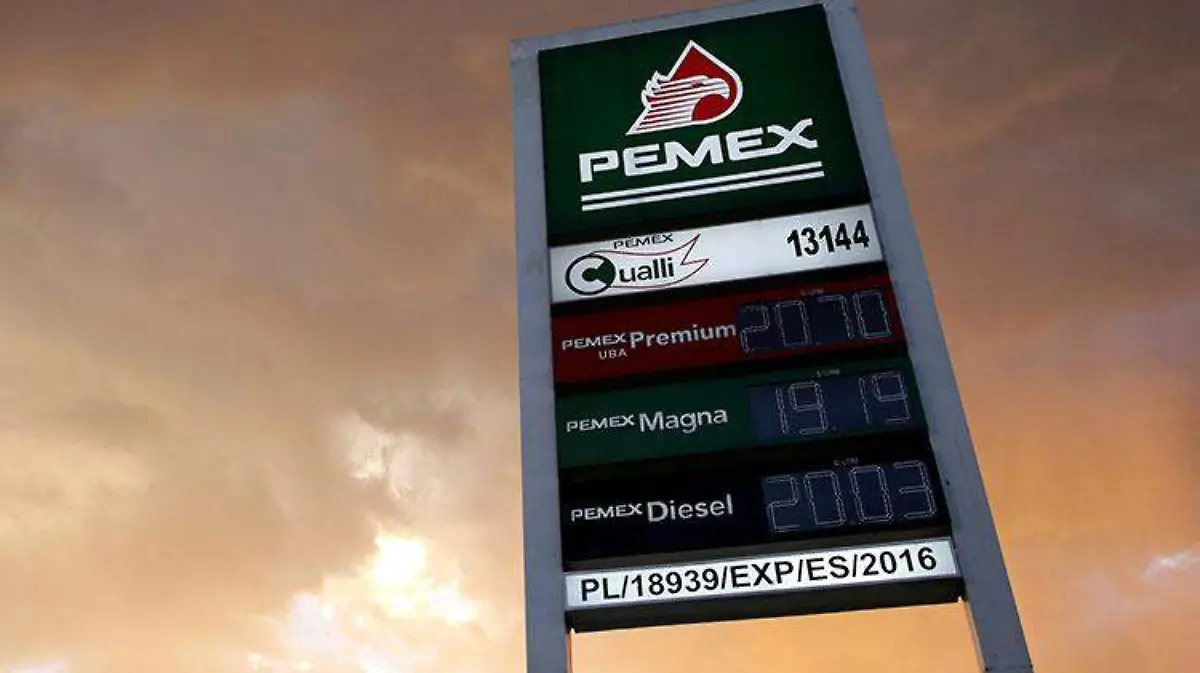 PEMEX
PEMEX
Cualli
13144
PEMEX Premium 20.70
UBA
PEMEX Magna 19.19
PEMEX Diesel 20.03
PL/18939/EXP/ES/2016